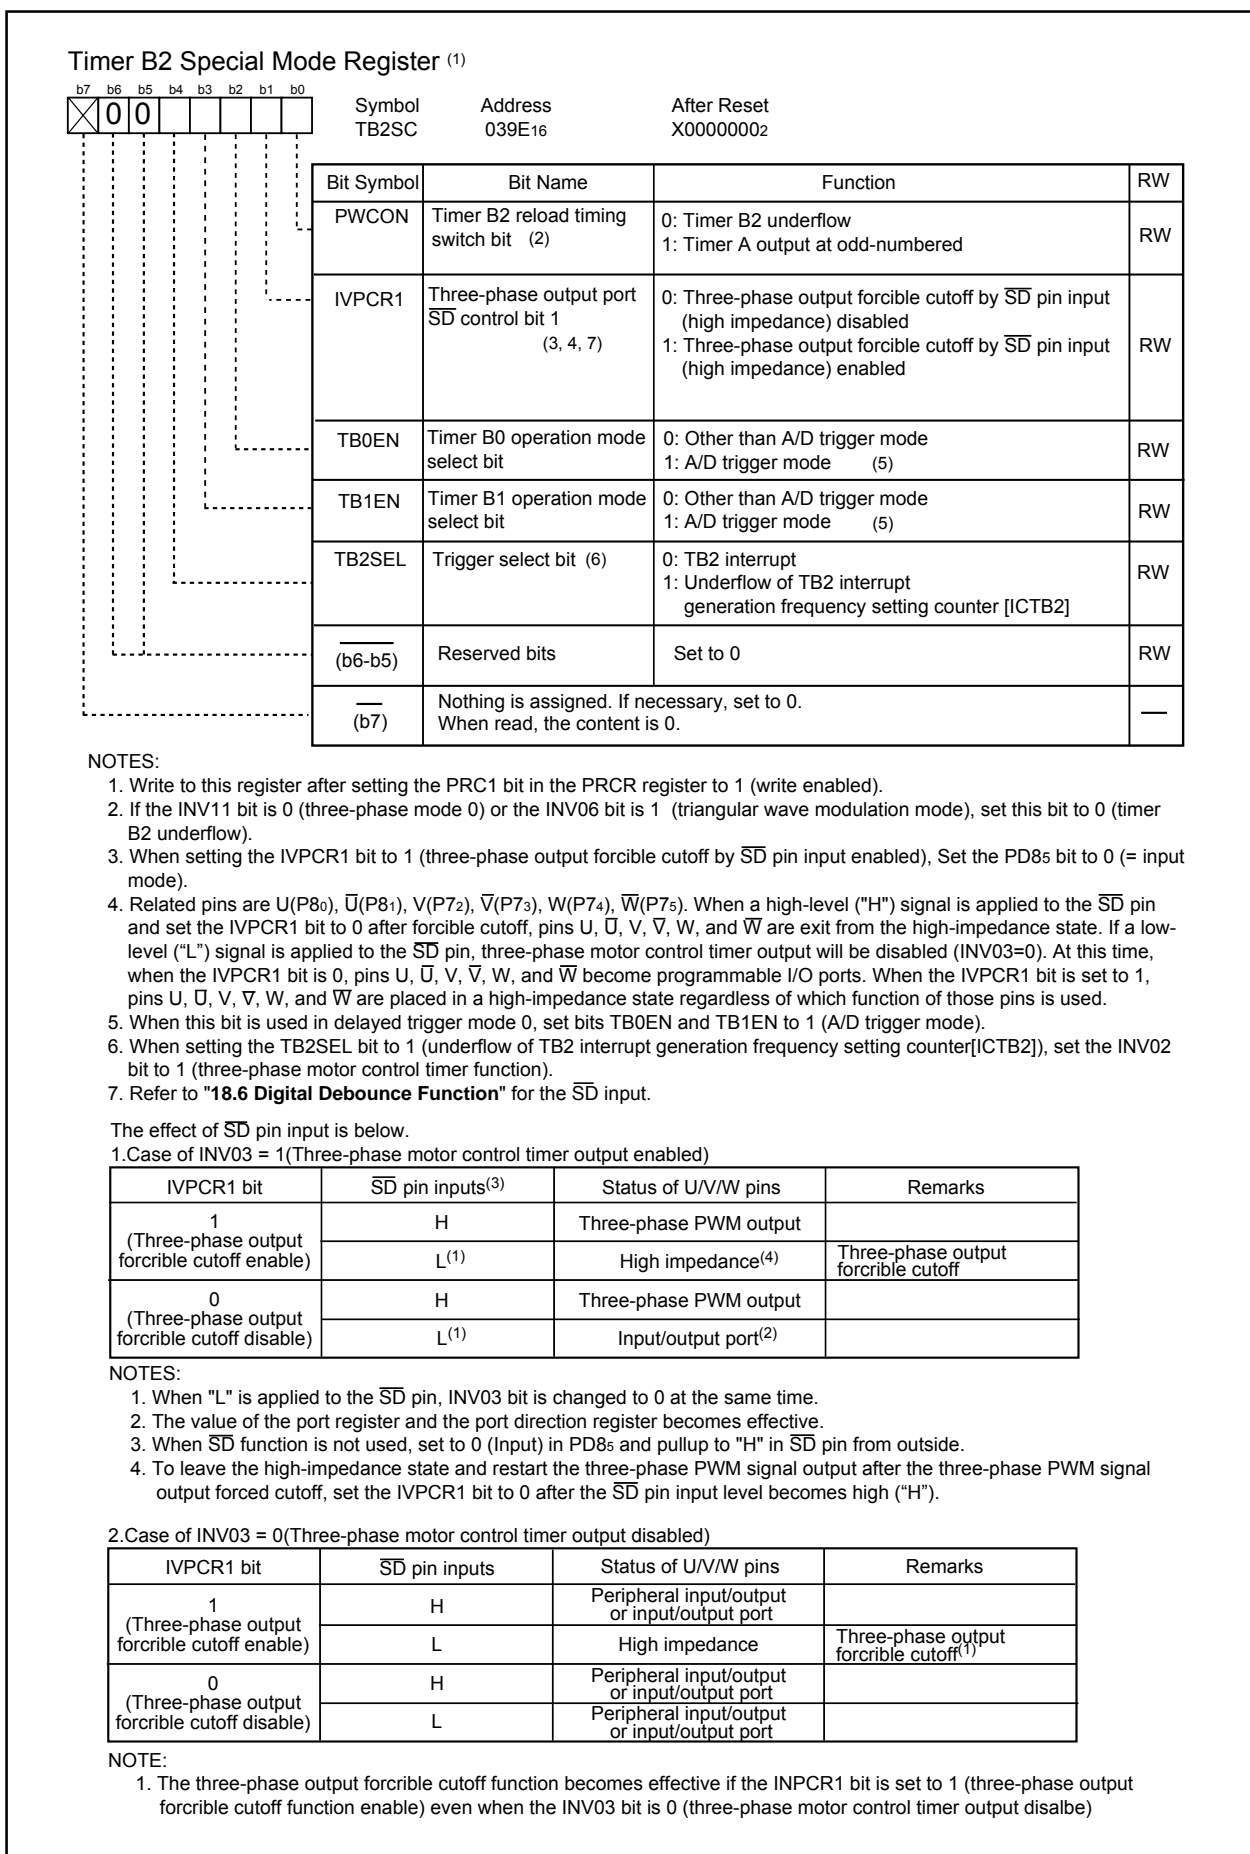 Timer B2 Special Mode Register (1)
b7 b6 b5 b4 b3 b2 b1 b0
0 0
Symbol Address After Reset
TB2SC 039E16 X00000002
Bit Symbol Bit Name Function RW
PWCON Timer B2 reload timing switch bit (2) 0: Timer B2 underflow RW
1: Timer A output at odd-numbered
IVPCR1 Three-phase output port S̅D̅ control bit 1 (3, 4, 7) 0: Three-phase output forcible cutoff by S̅D̅ pin input
(high impedance) disabled
1: Three-phase output forcible cutoff by S̅D̅ pin input RW
(high impedance) enabled
TB0EN Timer B0 operation mode select bit 0: Other than A/D trigger mode RW
1: A/D trigger mode (5)
TB1EN Timer B1 operation mode select bit 0: Other than A/D trigger mode RW
1: A/D trigger mode (5)
TB2SEL Trigger select bit (6) 0: TB2 interrupt RW
1: Underflow of TB2 interrupt
generation frequency setting counter [ICTB2]
(b6-b5) Reserved bits Set to 0 RW
(b7) Nothing is assigned. If necessary, set to 0. —
When read, the content is 0.
NOTES:
1. Write to this register after setting the PRC1 bit in the PRCR register to 1 (write enabled).
2. If the INV11 bit is 0 (three-phase mode 0) or the INV06 bit is 1 (triangular wave modulation mode), set this bit to 0 (timer
B2 underflow).
3. When setting the IVPCR1 bit to 1 (three-phase output forcible cutoff by S̅D̅ pin input enabled), Set the PD85 bit to 0 (= input
mode).
4. Related pins are U(P80), U̅(P81), V(P72), V̅(P73), W(P74), W̅(P75). When a high-level ("H") signal is applied to the S̅D̅ pin
and set the IVPCR1 bit to 0 after forcible cutoff, pins U, U̅, V, V̅, W, and W̅ are exit from the high-impedance state. If a low-
level (“L”) signal is applied to the S̅D̅ pin, three-phase motor control timer output will be disabled (INV03=0). At this time,
when the IVPCR1 bit is 0, pins U, U̅, V, V̅, W, and W̅ become programmable I/O ports. When the IVPCR1 bit is set to 1,
pins U, U̅, V, V̅, W, and W̅ are placed in a high-impedance state regardless of which function of those pins is used.
5. When this bit is used in delayed trigger mode 0, set bits TB0EN and TB1EN to 1 (A/D trigger mode).
6. When setting the TB2SEL bit to 1 (underflow of TB2 interrupt generation frequency setting counter[ICTB2]), set the INV02
bit to 1 (three-phase motor control timer function).
7. Refer to "18.6 Digital Debounce Function" for the S̅D̅ input.
The effect of S̅D̅ pin input is below.
1.Case of INV03 = 1(Three-phase motor control timer output enabled)
IVPCR1 bit S̅D̅ pin inputs(3) Status of U/V/W pins Remarks
1 (Three-phase output forcrible cutoff enable) H Three-phase PWM output
L(1) High impedance(4) Three-phase output forcrible cutoff
0 (Three-phase output forcrible cutoff disable) H Three-phase PWM output
L(1) Input/output port(2)
NOTES:
1. When "L" is applied to the S̅D̅ pin, INV03 bit is changed to 0 at the same time.
2. The value of the port register and the port direction register becomes effective.
3. When S̅D̅ function is not used, set to 0 (Input) in PD85 and pullup to "H" in S̅D̅ pin from outside.
4. To leave the high-impedance state and restart the three-phase PWM signal output after the three-phase PWM signal
output forced cutoff, set the IVPCR1 bit to 0 after the S̅D̅ pin input level becomes high (“H”).
2.Case of INV03 = 0(Three-phase motor control timer output disabled)
IVPCR1 bit S̅D̅ pin inputs Status of U/V/W pins Remarks
1 (Three-phase output forcrible cutoff enable) H Peripheral input/output or input/output port
L High impedance Three-phase output forcrible cutoff(1)
0 (Three-phase output forcrible cutoff disable) H Peripheral input/output or input/output port
L Peripheral input/output or input/output port
NOTE:
1. The three-phase output forcrible cutoff function becomes effective if the INPCR1 bit is set to 1 (three-phase output
forcrible cutoff function enable) even when the INV03 bit is 0 (three-phase motor control timer output disalbe)